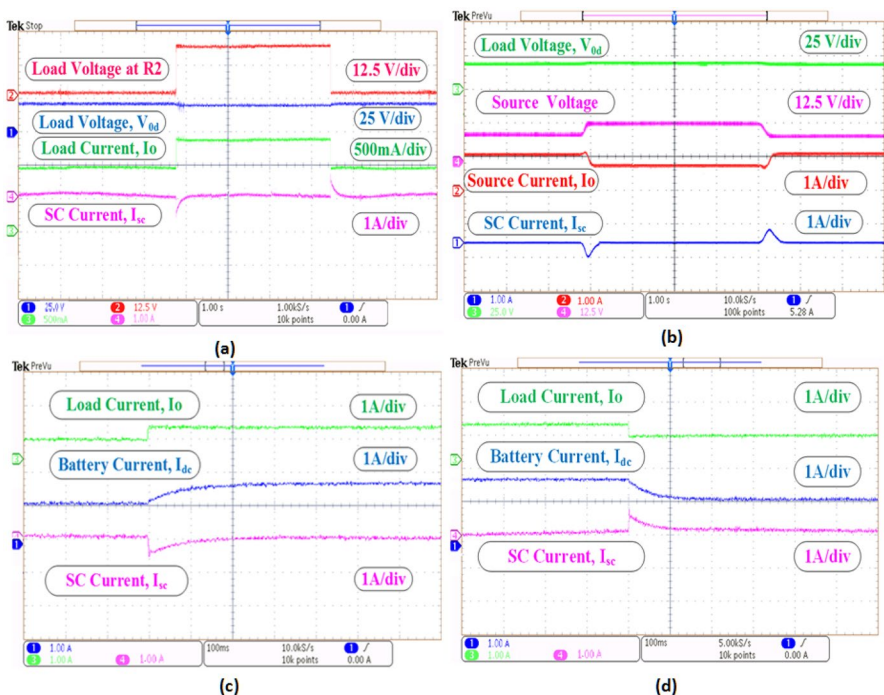 Tek Stop
Load Voltage at R2
12.5 V/div
Load Voltage, V0d
25 V/div
Load Current, Io
500mA/div
SC Current, Isc
1A/div
1 25.0 V 2 12.5 V
3 500mA 4 1.00 A
1.00 s 1.00kS/s
10k points
1
0.00 A
(a)
Tek PreVu
Load Voltage, V0d
25 V/div
Source Voltage
12.5 V/div
Source Current, Io
1A/div
SC Current, Isc
1A/div
1 1.00 A 2 1.00 A
3 25.0 V 4 12.5 V
1.00 s 10.0kS/s
100k points
1
5.28 A
(b)
Tek PreVu
Load Current, Io
1A/div
Battery Current, Idc
1A/div
SC Current, Isc
1A/div
1 1.00 A
3 1.00 A 4 1.00 A
100ms 10.0kS/s
10k points
1
0.00 A
(c)
Tek PreVu
Load Current, Io
1A/div
Battery Current, Idc
1A/div
SC Current, Isc
1A/div
1 1.00 A
3 1.00 A 4 1.00 A
100ms 5.00kS/s
10k points
1
0.00 A
(d)